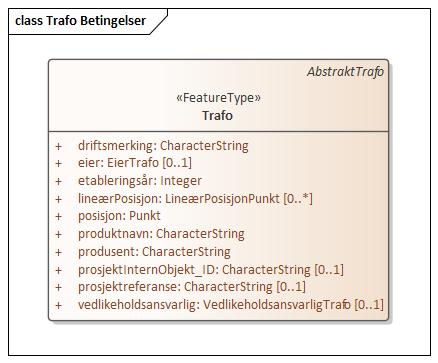 class Trafo Betingelser
AbstraktTrafo
«FeatureType»
Trafo
+ driftsmerking: CharacterString
+ eier: EierTrafo [0..1]
+ etableringsår: Integer
+ lineærPosisjon: LineærPosisjonPunkt [0..*]
+ posisjon: Punkt
+ produktnavn: CharacterString
+ produsent: CharacterString
+ prosjektInternObjekt_ID: CharacterString [0..1]
+ prosjektreferanse: CharacterString [0..1]
+ vedlikeholdsansvarlig: VedlikeholdsansvarligTrafo [0..1]